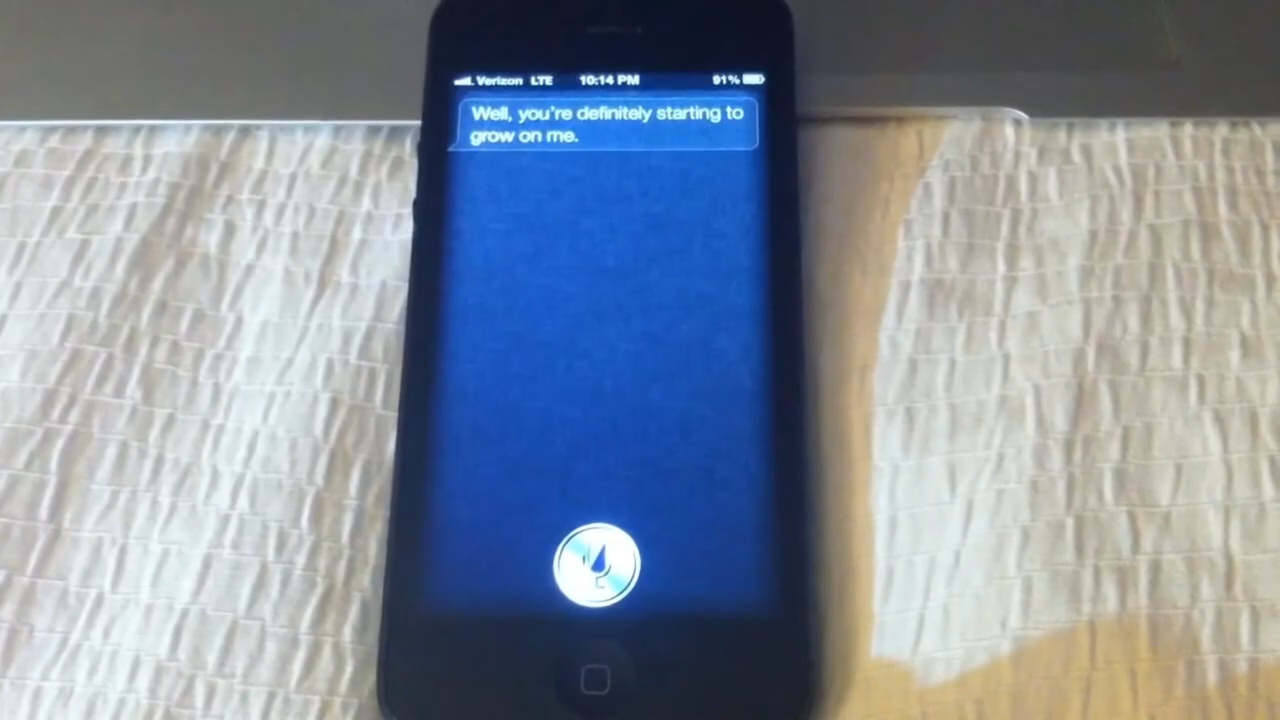 Verizon LTE 10:14 PM 91%
Well, you're definitely starting to
grow on me.